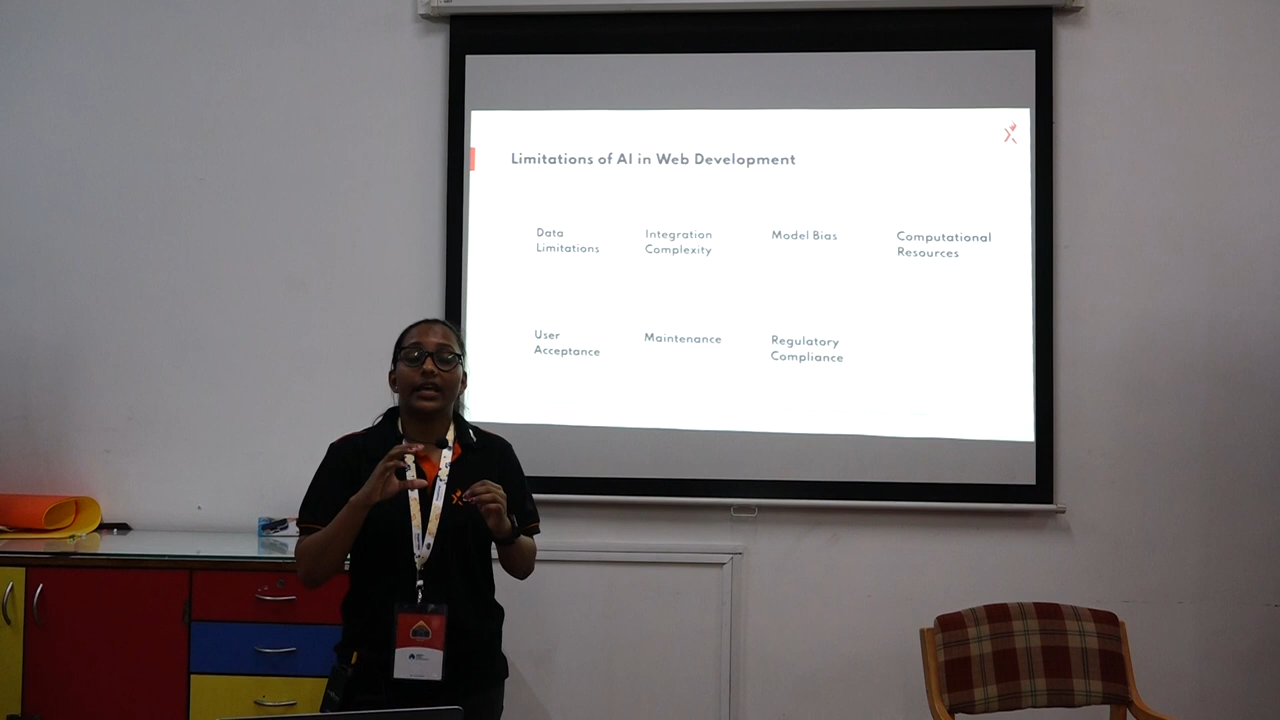 Limitations of AI in Web Development
Data
Limitations
Integration
Complexity
Model Bias
Computational
Resources
User
Acceptance
Maintenance
Regulatory
Compliance